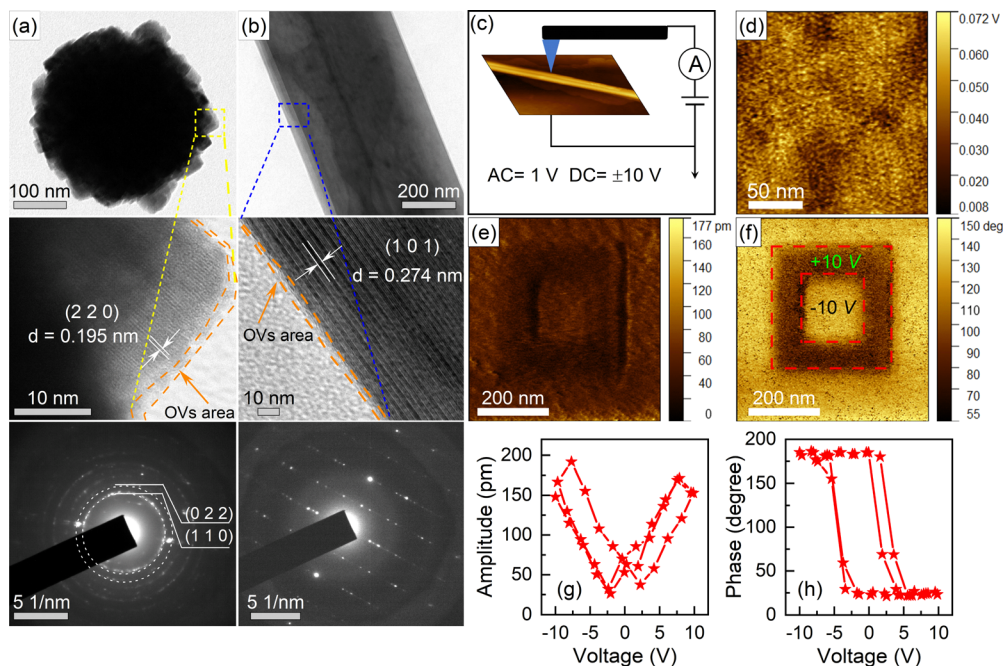 (a)
100 nm
(b)
200 nm
(c)
A
AC= 1 V DC= ±10 V
(d)
50 nm
0.072 V
0.060
0.050
0.040
0.030
0.020
0.008
(2 2 0)
d = 0.195 nm
OVs area
10 nm
(1 0 1)
d = 0.274 nm
OVs area
10 nm
(e)
200 nm
177 pm
160
140
120
100
80
60
40
20
0
(f)
+10 V
-10 V
200 nm
150 deg
140
130
120
110
100
90
80
70
55
(0 2 2)
(1 1 0)
5 1/nm
5 1/nm
Amplitude (pm)
200
150
100
50
0
-10
-5
0
5
10
Voltage (V)
(g)
Phase (degree)
200
150
100
50
0
-10
-5
0
5
10
Voltage (V)
(h)